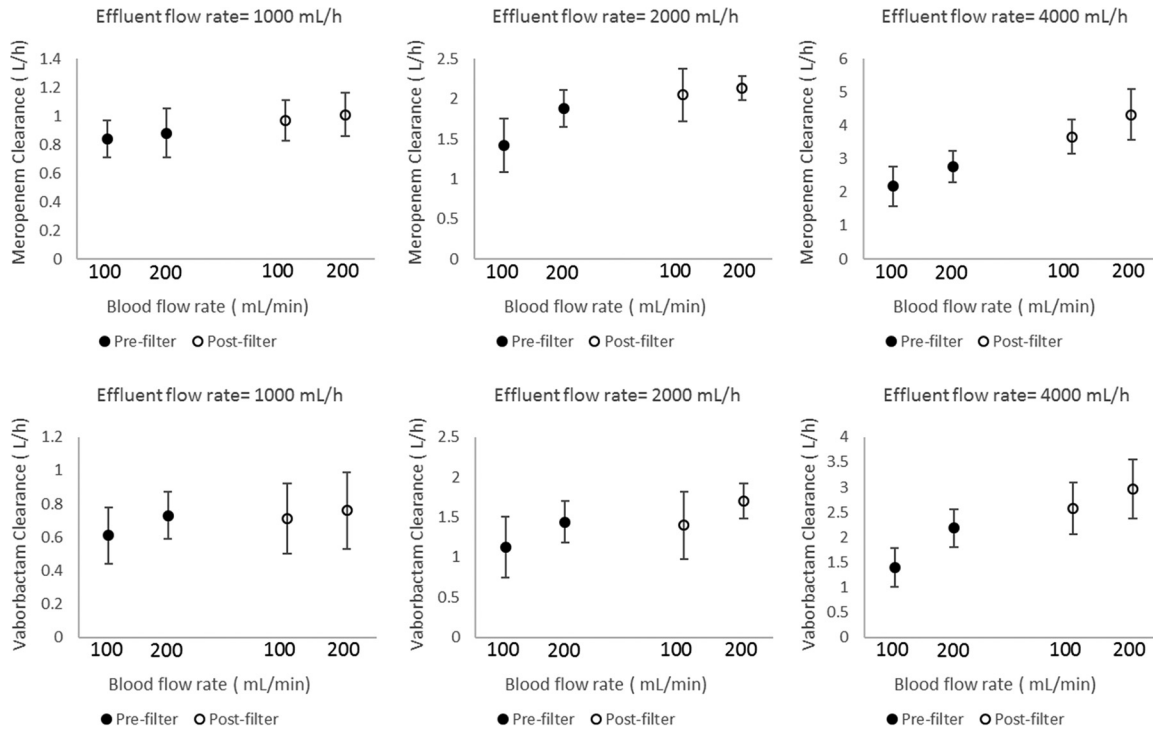 Effluent flow rate= 1000 mL/h
Meropenem Clearance ( L/h)
1.4
1.2
1
0.8
0.6
0.4
0.2
0
100 200 100 200
Blood flow rate ( mL/min)
Pre-filter Post-filter
Effluent flow rate= 2000 mL/h
Meropenem Clearance ( L/h)
2.5
2
1.5
1
0.5
0
100 200 100 200
Blood flow rate ( mL/min)
Pre-filter Post-filter
Effluent flow rate= 4000 mL/h
Meropenem Clearance ( L/h)
6
5
4
3
2
1
0
100 200 100 200
Blood flow rate ( mL/min)
Pre-filter Post-filter
Effluent flow rate= 1000 mL/h
Vaborbactam Clearance ( L/h)
1.2
1
0.8
0.6
0.4
0.2
0
100 200 100 200
Blood flow rate ( mL/min)
Pre-filter Post-filter
Effluent flow rate= 2000 mL/h
Vaborbactam Clearance ( L/h)
2.5
2
1.5
1
0.5
0
100 200 100 200
Blood flow rate ( mL/min)
Pre-filter Post-filter
Effluent flow rate= 4000 mL/h
Vaborbactam Clearance ( L/h)
4
3.5
3
2.5
2
1.5
1
0.5
0
100 200 100 200
Blood flow rate ( mL/min)
Pre-filter Post-filter